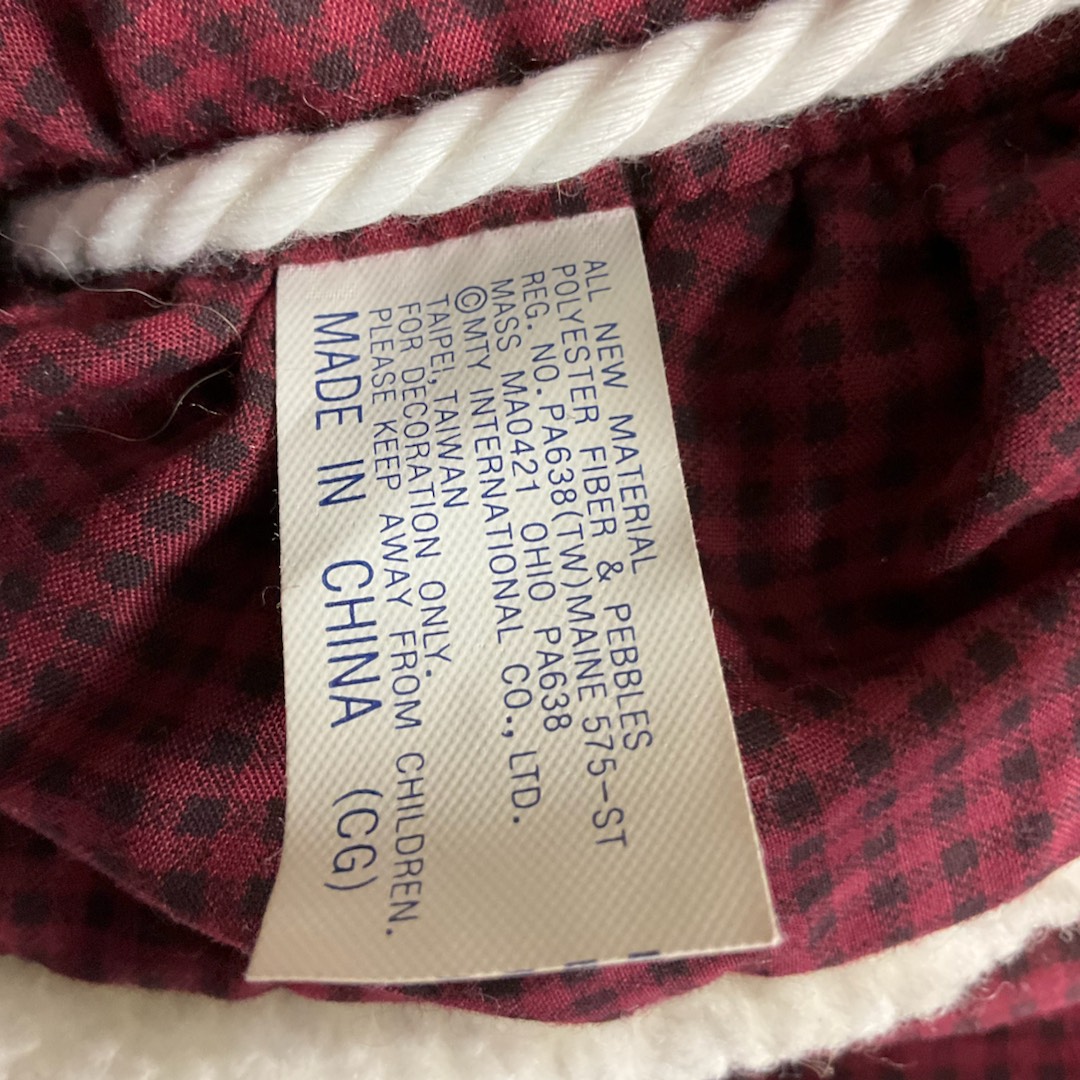 ALL NEW MATERIAL
POLYESTER FIBER & PEBBLES
REG. NO. PA638(TW)MAINE 575-ST
MASS MA0421 OHIO PA638
©MTY INTERNATIONAL CO., LTD.
TAIPEI, TAIWAN
FOR DECORATION ONLY.
PLEASE KEEP AWAY FROM CHILDREN.
MADE IN CHINA (CG)